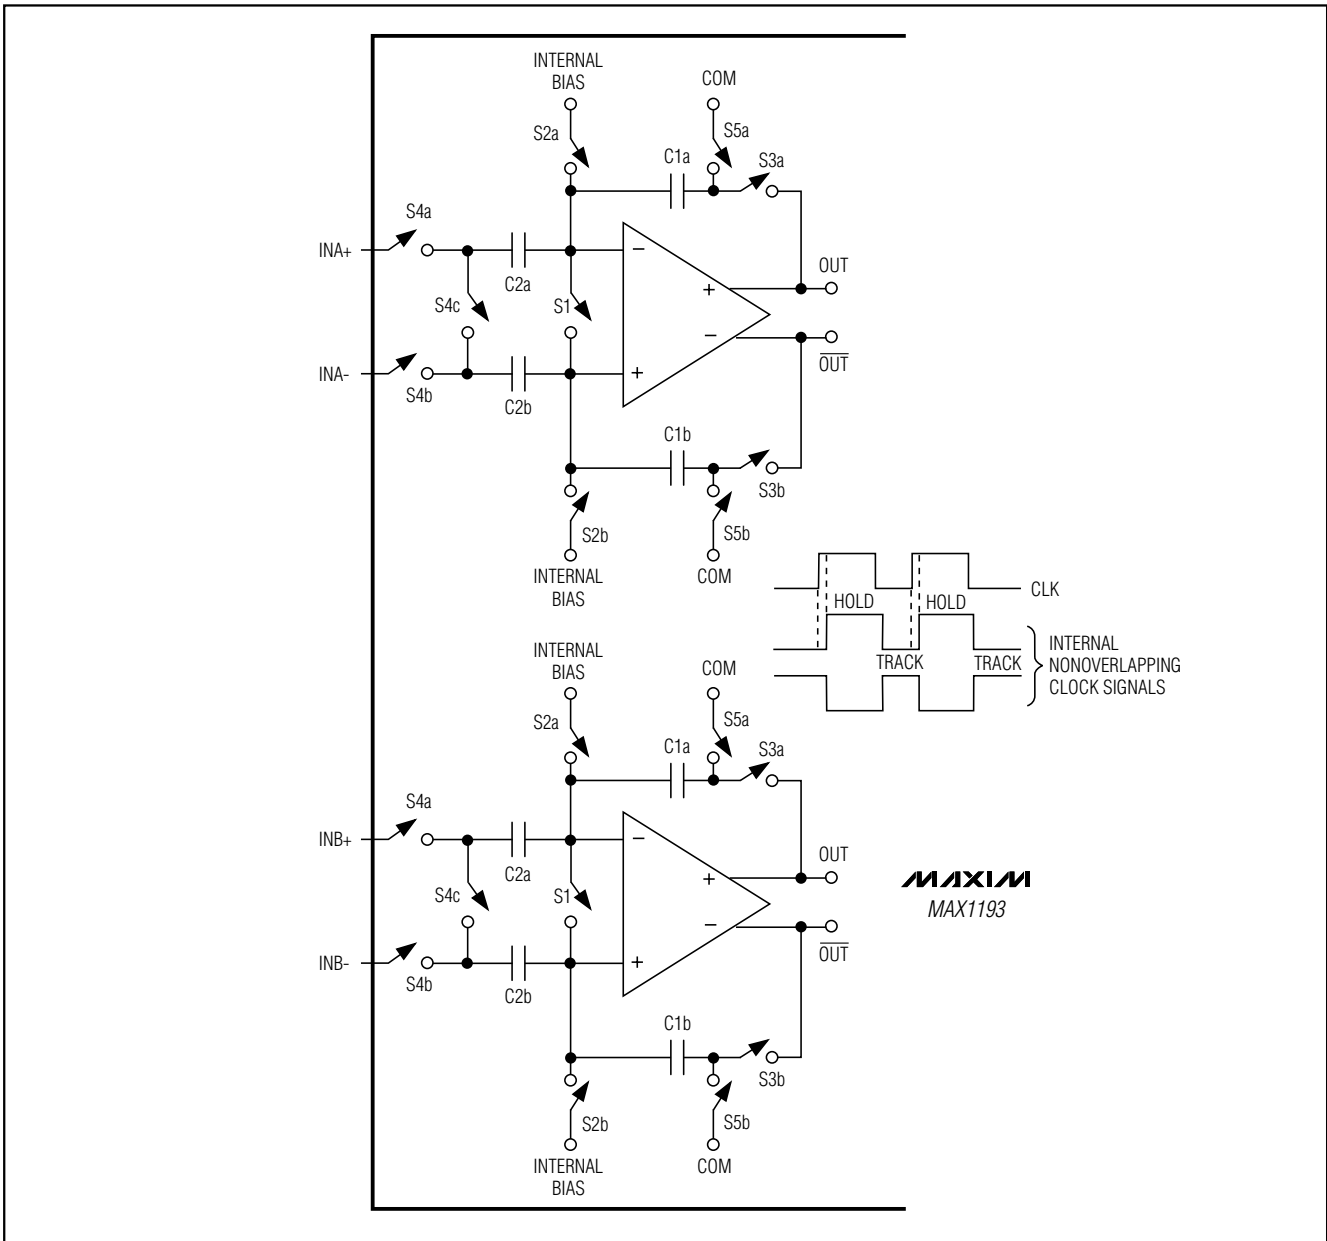 INTERNAL
BIAS
COM
S2a
S5a
C1a
S3a
S4a
INA+
−
C2a
OUT
+
S4c
S1
−
OUT
INA-
+
S4b
C2b
C1b
S3b
S2b
S5b
INTERNAL
BIAS
COM
CLK
HOLD
HOLD
TRACK
TRACK
INTERNAL
NONOVERLAPPING
CLOCK SIGNALS
INTERNAL
BIAS
COM
S2a
S5a
C1a
S3a
S4a
INB+
−
C2a
OUT
+
S4c
S1
−
OUT
INB-
+
S4b
C2b
MAXIM
MAX1193
C1b
S3b
S2b
S5b
INTERNAL
BIAS
COM